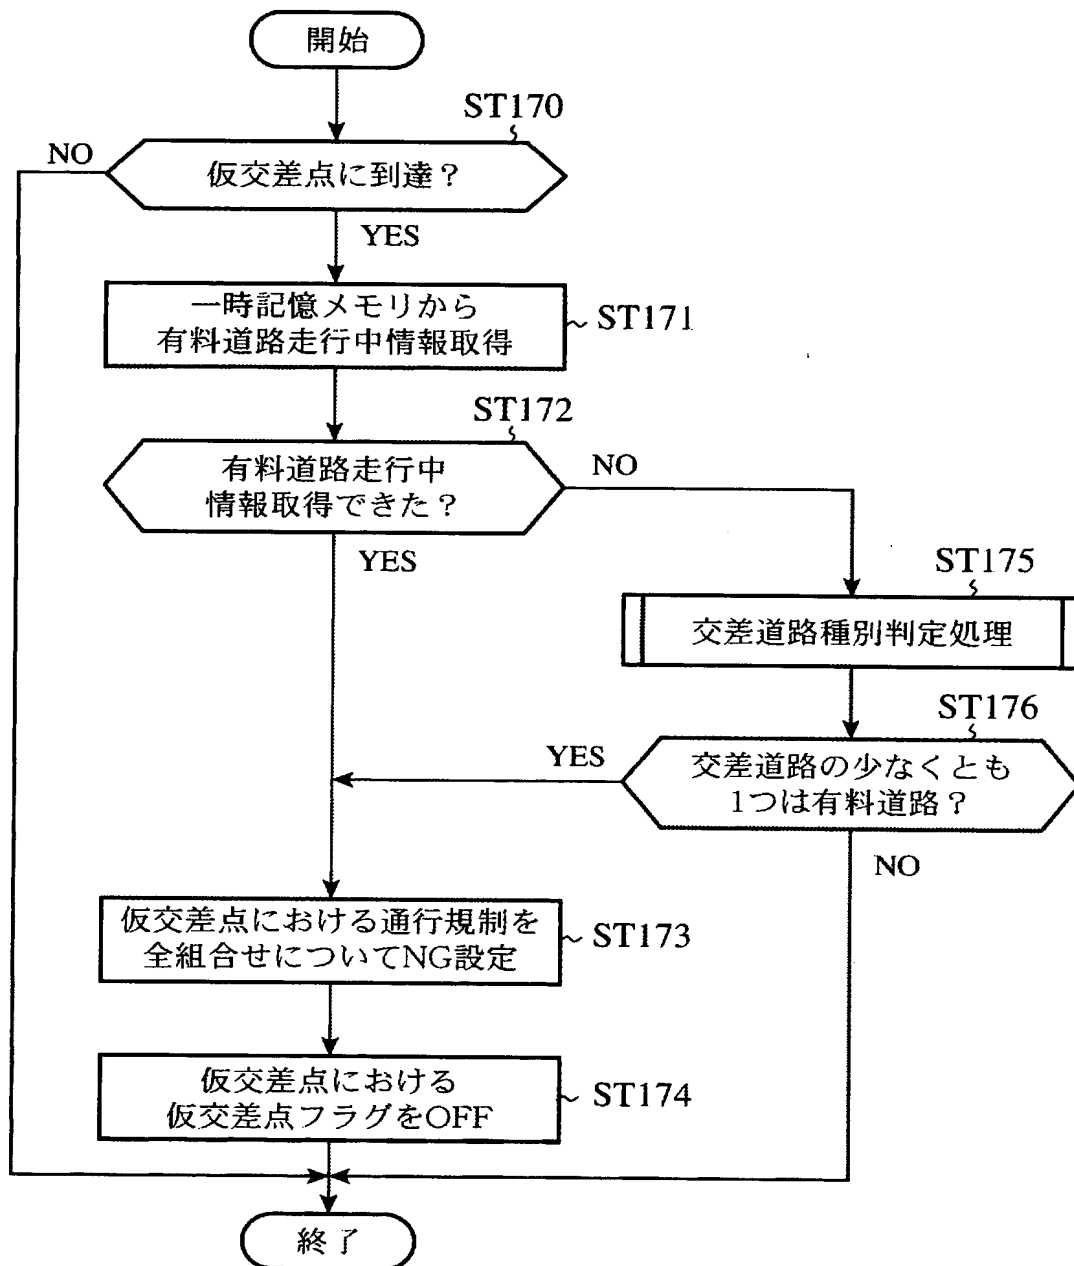 開始
ST170
NO
仮交差点に到達?
YES
一時記憶メモリから
有料道路走行中情報取得
ST171
ST172
有料道路走行中
情報取得できた?
NO
YES
ST175
交差道路種別判定処理
ST176
YES
交差道路の少なくとも
1つは有料道路?
NO
仮交差点における通行規制を
全組合せについてNG設定
ST173
仮交差点における
仮交差点フラグをOFF
ST174
終了